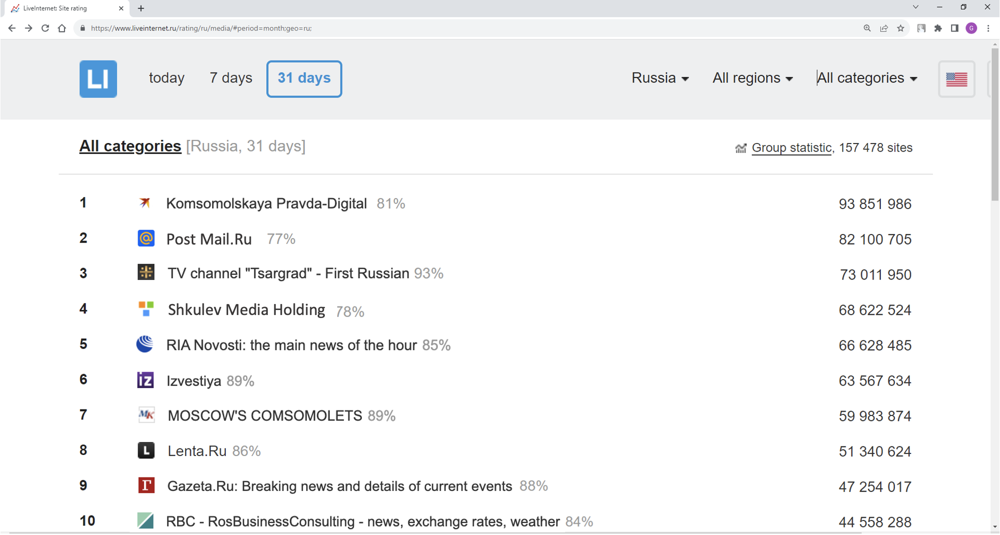 LiveInternet: Site rating
https://www.liveinternet.ru/rating/ru/media/#period=month;geo=ru;
G
LI today 7 days 31 days Russia All regions All categories
All categories [Russia, 31 days] Group statistic, 157 478 sites
1 Komsomolskaya Pravda-Digital 81% 93 851 986
2 @ Post Mail.Ru 77% 82 100 705
3 TV channel "Tsargrad" - First Russian 93% 73 011 950
4 Shkulev Media Holding 78% 68 622 524
5 RIA Novosti: the main news of the hour 85% 66 628 485
6 iz Izvestiya 89% 63 567 634
7 МК MOSCOW'S COMSOMOLETS 89% 59 983 874
8 L Lenta.Ru 86% 51 340 624
9 Г Gazeta.Ru: Breaking news and details of current events 88% 47 254 017
10 RBC - RosBusinessConsulting - news, exchange rates, weather 84% 44 558 288